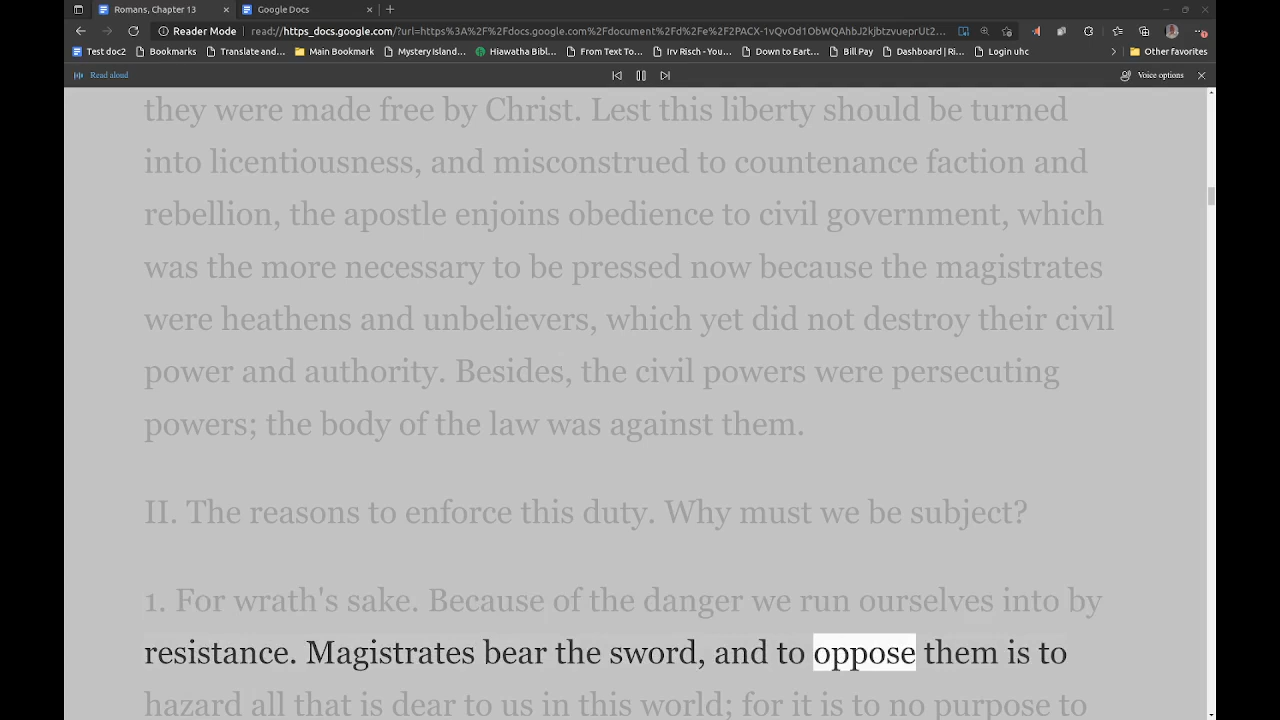 Romans, Chapter 13
Google Docs
Reader Mode
read://https_docs.google.com/?url=https%3A%2F%2Fdocs.google.com%2Fdocument%2Fd%2Fe%2F2PACX-1vQvOd1ObWQAhbJ2kjbtzvueprUt2...
Test doc2
Bookmarks
Translate and...
Main Bookmark
Mystery Island...
Hiawatha Bibl...
From Text To...
Irv Risch - You...
Down to Eart...
Bill Pay
Dashboard | Ri...
Login uhc
Other favorites
Read aloud
Voice options
they were made free by Christ. Lest this liberty should be turned
into licentiousness, and misconstrued to countenance faction and
rebellion, the apostle enjoins obedience to civil government, which
was the more necessary to be pressed now because the magistrates
were heathens and unbelievers, which yet did not destroy their civil
power and authority. Besides, the civil powers were persecuting
powers; the body of the law was against them.
II. The reasons to enforce this duty. Why must we be subject?
1. For wrath's sake. Because of the danger we run ourselves into by
resistance. Magistrates bear the sword, and to oppose them is to
hazard all that is dear to us in this world; for it is to no purpose to